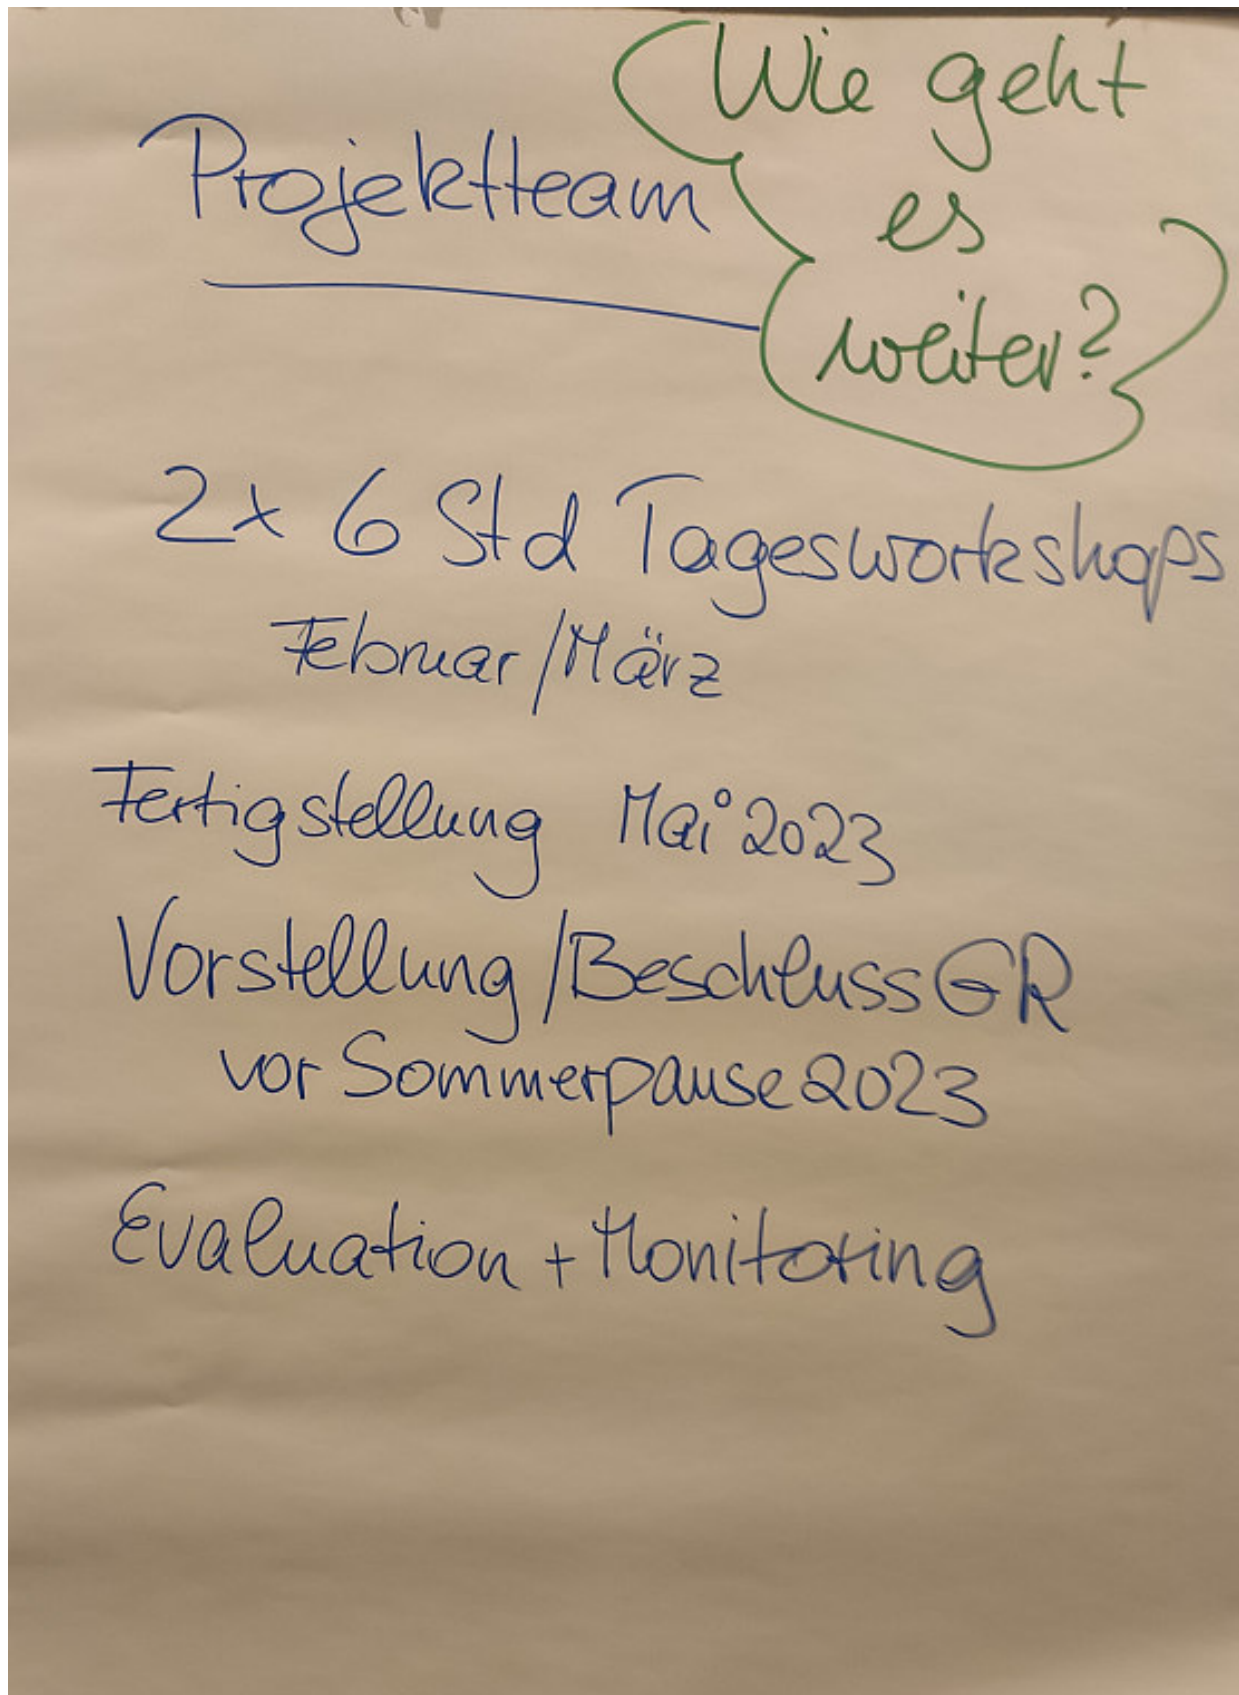 Wie geht
es
weiter?
Projektteam
2x 6 Std Tagesworkshops
Februar/März
Fertigstellung Mai 2023
Vorstellung/Beschluss GR
vor Sommerpause 2023
Evaluation + Monitoring